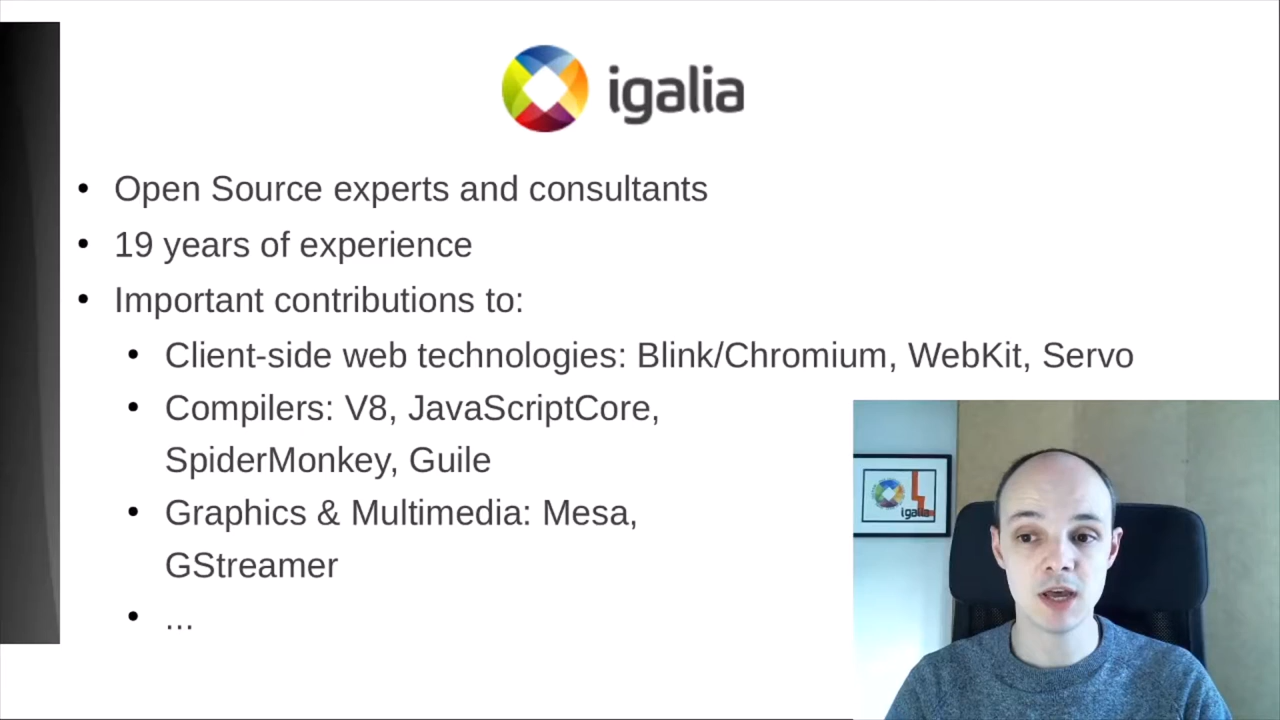 igalia
Open Source experts and consultants
19 years of experience
Important contributions to:
Client-side web technologies: Blink/Chromium, WebKit, Servo
Compilers: V8, JavaScriptCore,
SpiderMonkey, Guile
Graphics & Multimedia: Mesa,
GStreamer
...
igalia